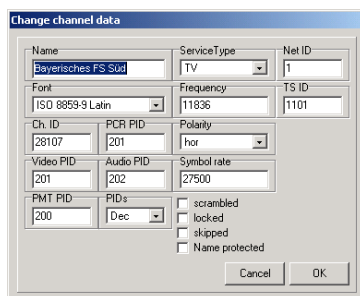 Change channel data
Name
Bayerisches FS Süd
ServiceType
TV
Net ID
1
Font
ISO 8859-9 Latin
Frequency
11836
TS ID
1101
Ch. ID
28107
PCR PID
201
Polarity
hor
Video PID
201
Audio PID
202
Symbol rate
27500
PMT PID
200
PIDs
Dec
scrambled
locked
skipped
Name protected
Cancel
OK